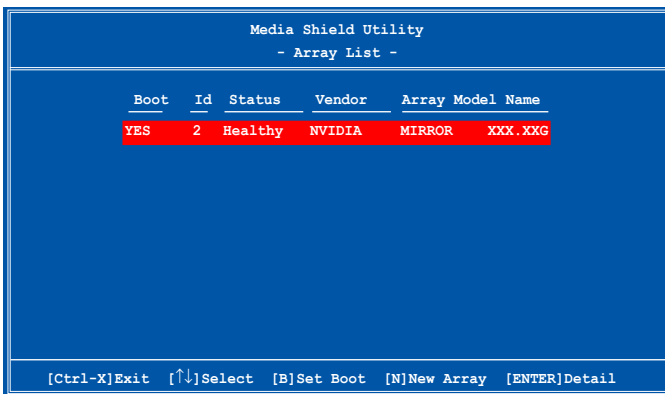 Media Shield Utility
- Array List -
Boot Id Status Vendor Array Model Name
YES 2 Healthy NVIDIA MIRROR XXX.XXG
[Ctrl-X]Exit [↑↓]Select [B]Set Boot [N]New Array [ENTER]Detail